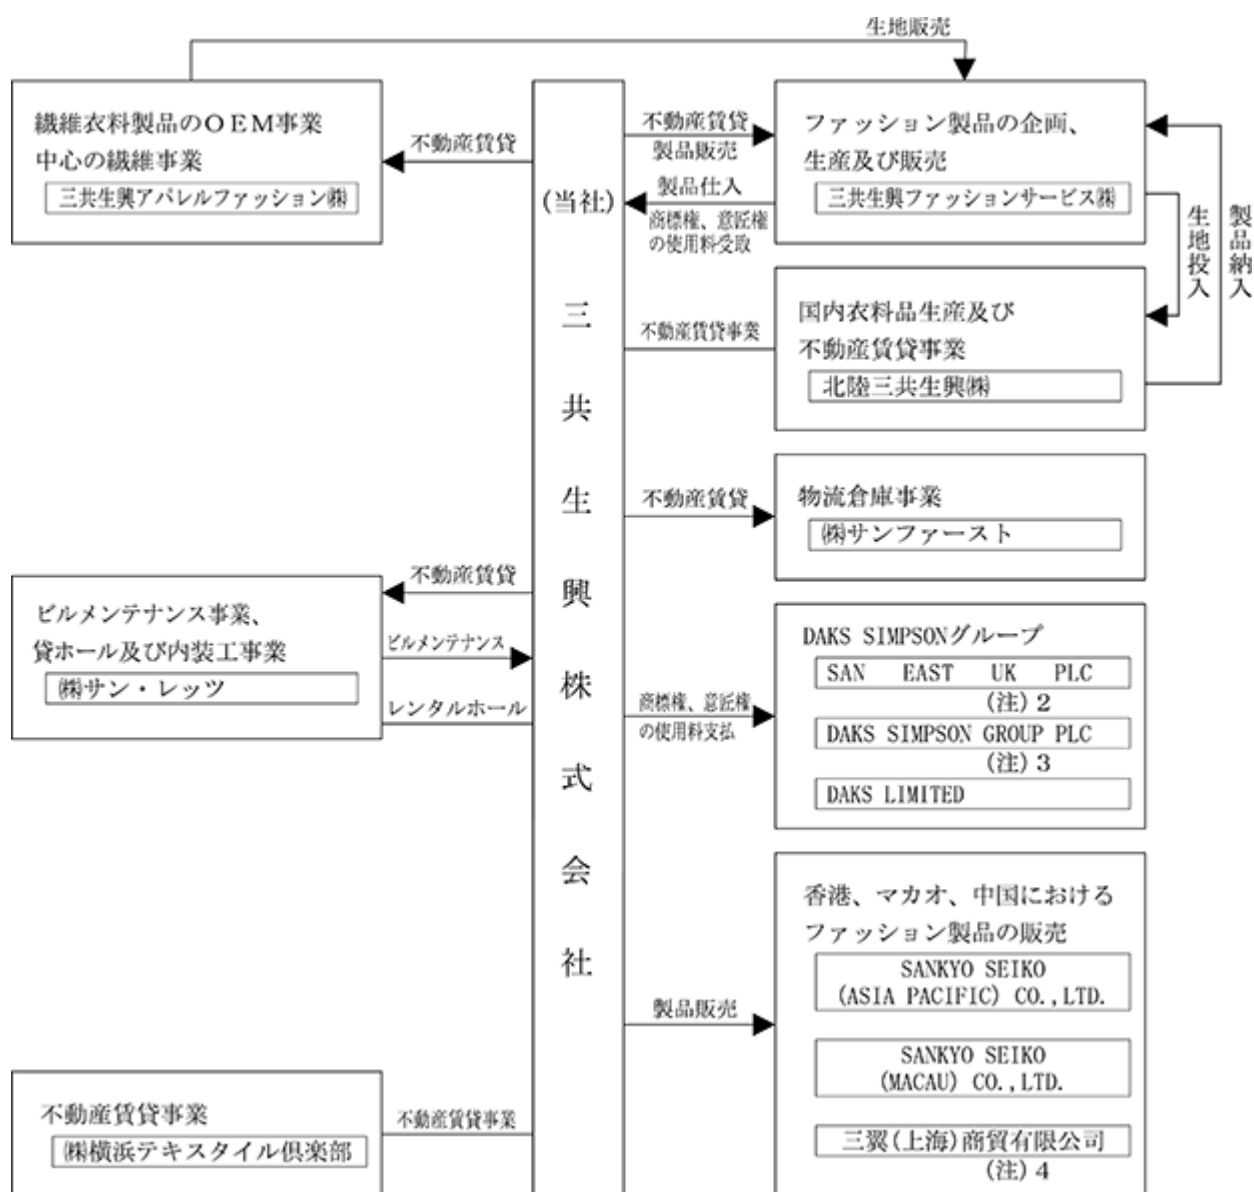 生地販売
繊維衣料製品のＯＥＭ事業
中心の繊維事業
三共生興アパレルファッション㈱
不動産賃貸
(当社)
三共生興株式会社
不動産賃貸
製品販売
製品仕入
商標権、意匠権
の使用料受取
ファッション製品の企画、
生産及び販売
三共生興ファッションサービス㈱
生地投入
製品納入
不動産賃貸事業
国内衣料品生産及び
不動産賃貸事業
北陸三共生興㈱
不動産賃貸
物流倉庫事業
㈱サンファースト
ビルメンテナンス事業、
貸ホール及び内装工事業
㈱サン・レッツ
不動産賃貸
ビルメンテナンス
レンタルホール
商標権、意匠権
の使用料支払
DAKS SIMPSONグループ
SAN EAST UK PLC
(注) 2
DAKS SIMPSON GROUP PLC
(注) 3
DAKS LIMITED
製品販売
香港、マカオ、中国における
ファッション製品の販売
SANKYO SEIKO
(ASIA PACIFIC) CO.,LTD.
SANKYO SEIKO
(MACAU) CO.,LTD.
三翼(上海)商貿有限公司
(注) 4
不動産賃貸事業
㈱横浜テキスタイル倶楽部
不動産賃貸事業